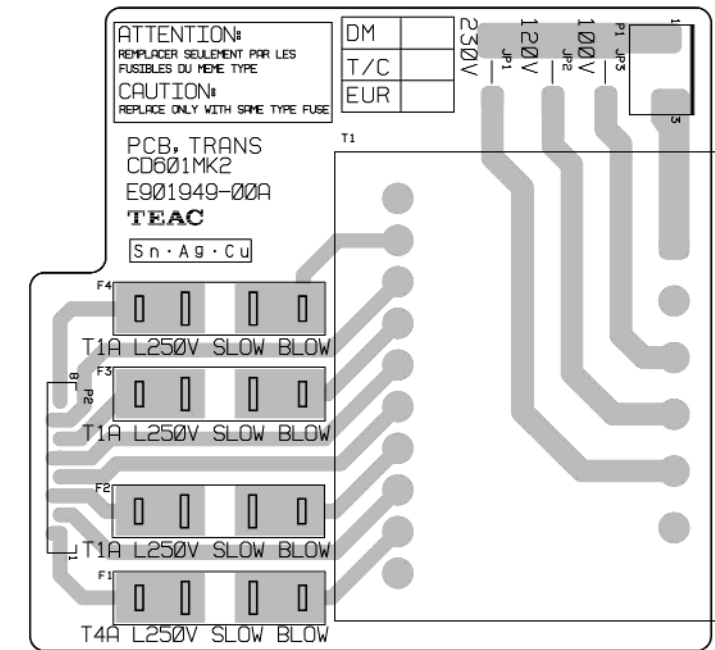 ATTENTION:
REMPLACER SEULEMENT PAR LES
FUSIBLES DU MEME TYPE
CAUTION:
REPLACE ONLY WITH SAME TYPE FUSE
DM
T/C
EUR
230V
JP1
120V
JP2
100V
JP3
P1
1
3
PCB, TRANS
CD601MK2
E901949-00A
TEAC
Sn·Ag·Cu
T1
F4
T1A L250V SLOW BLOW
F3
8
P2
T1A L250V SLOW BLOW
F2
T1A L250V SLOW BLOW
1
F1
T4A L250V SLOW BLOW